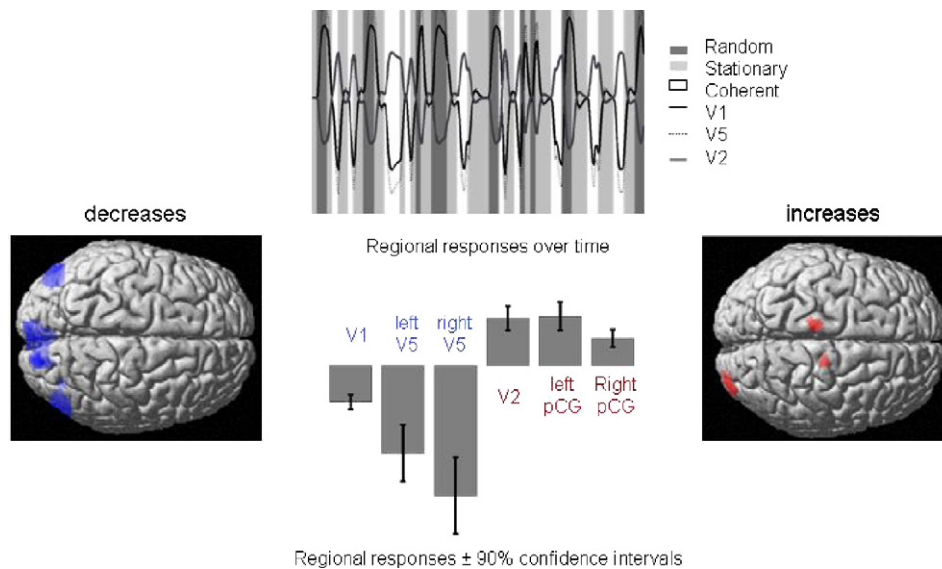 Random
Stationary
Coherent
V1
V5
V2
decreases
increases
Regional responses over time
V1
left
V5
right
V5
V2
left
pCG
Right
pCG
Regional responses ± 90% confidence intervals